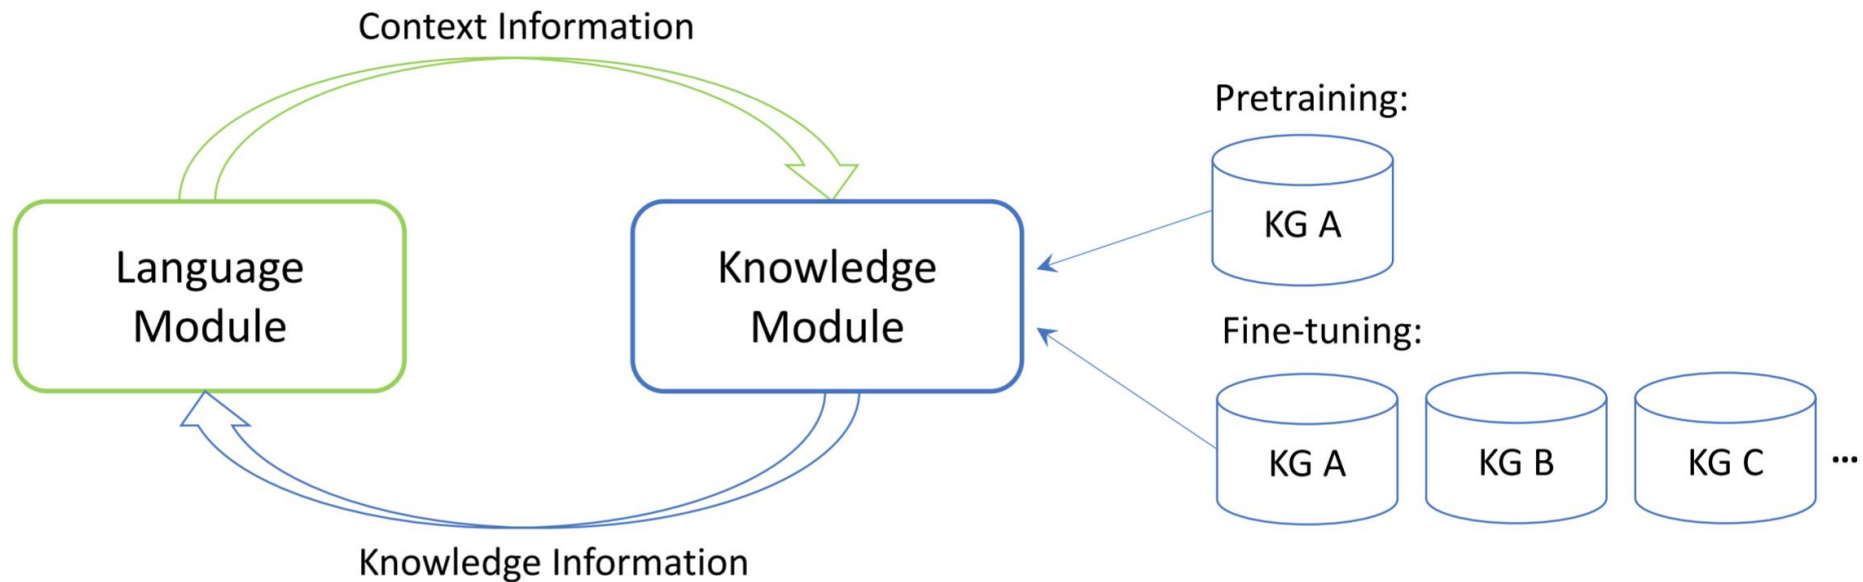 Context Information
Pretraining:
KG A
Language
Module
Knowledge
Module
Fine-tuning:
KG A
KG B
KG C
...
Knowledge Information